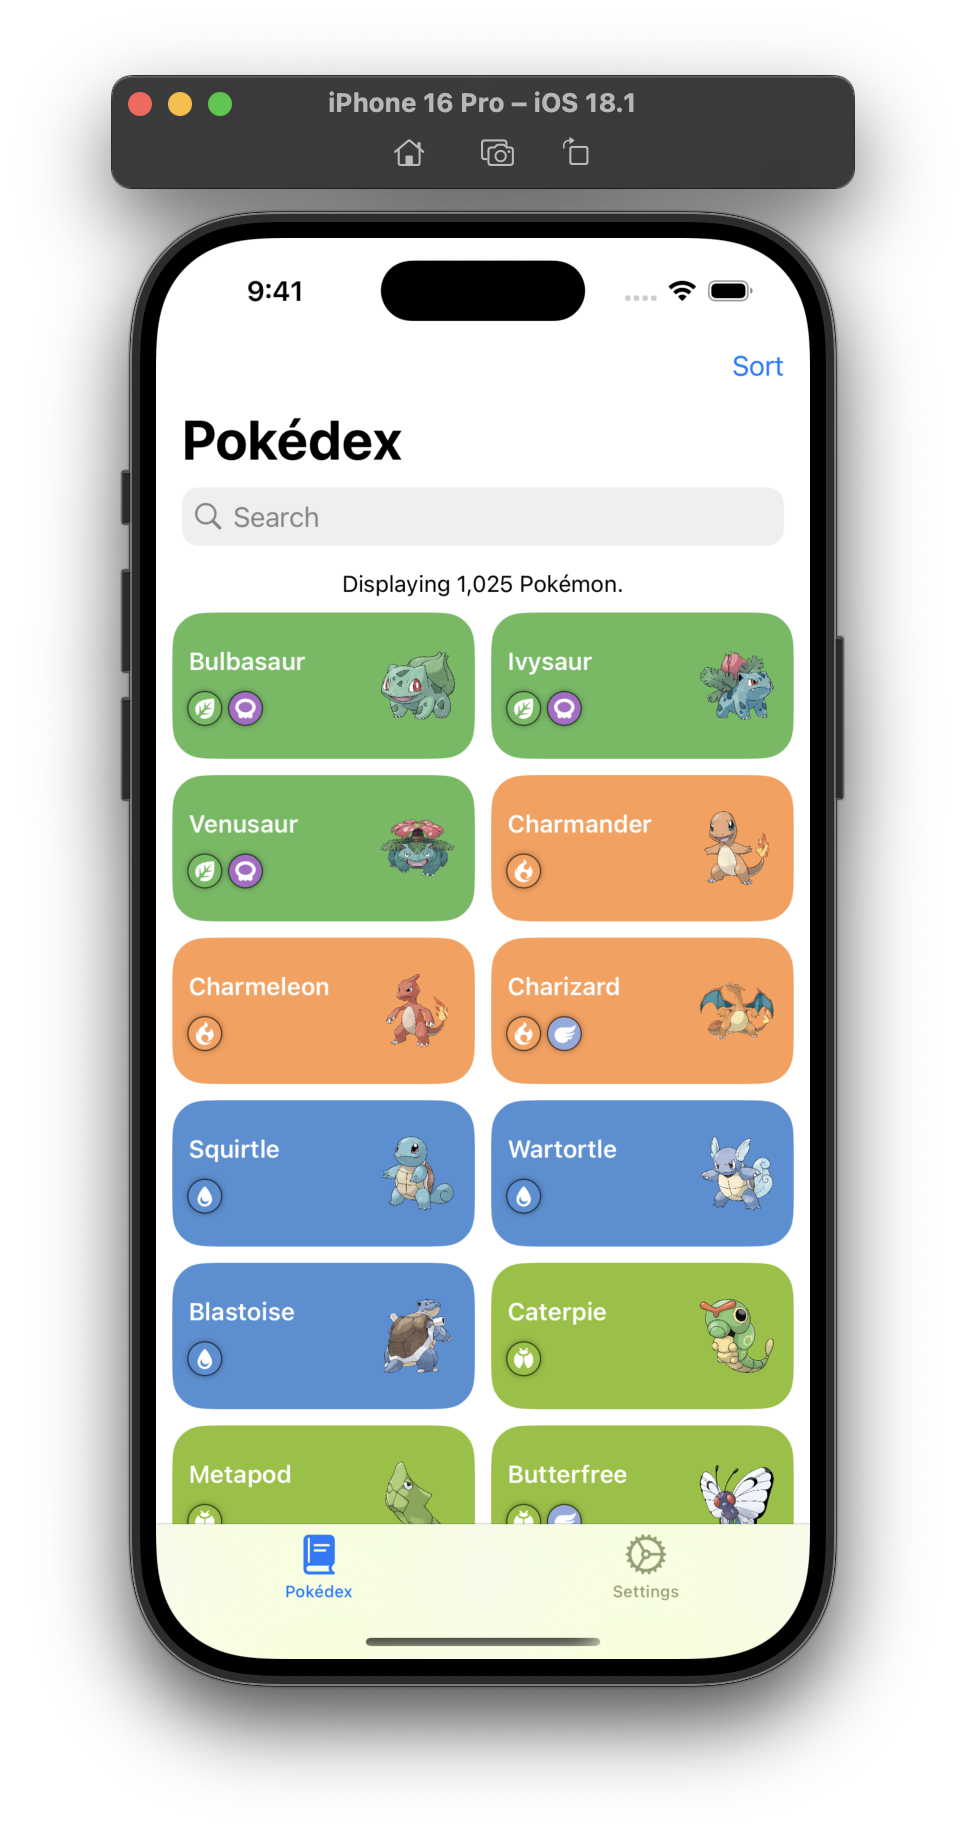 iPhone 16 Pro – iOS 18.1
9:41
Sort
Pokédex
Search
Displaying 1,025 Pokémon.
Bulbasaur
Ivysaur
Venusaur
Charmander
Charmeleon
Charizard
Squirtle
Wartortle
Blastoise
Caterpie
Metapod
Butterfree
Pokédex
Settings